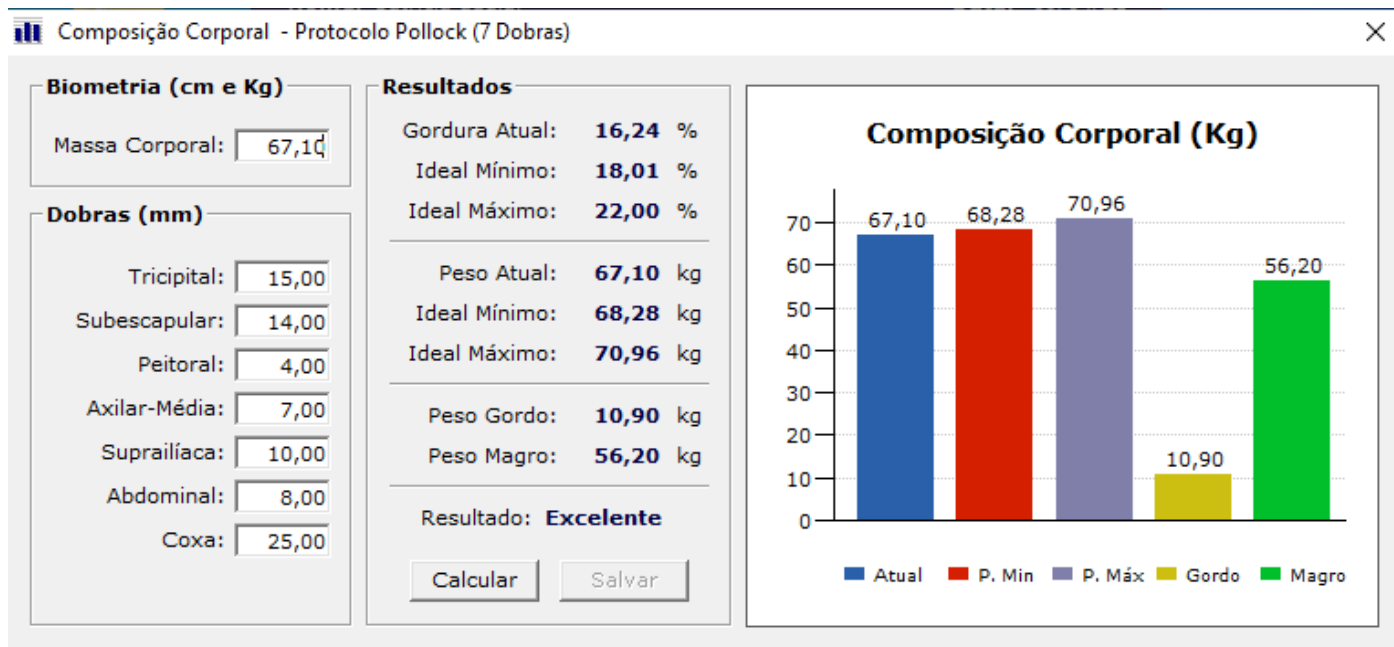 Composição Corporal - Protocolo Pollock (7 Dobras)
Biometria (cm e Kg)
Massa Corporal: 67,10
Dobras (mm)
Tricipital: 15,00
Subescapular: 14,00
Peitoral: 4,00
Axilar-Média: 7,00
Suprailíaca: 10,00
Abdominal: 8,00
Coxa: 25,00
Resultados
Gordura Atual: 16,24 %
Ideal Mínimo: 18,01 %
Ideal Máximo: 22,00 %
Peso Atual: 67,10 kg
Ideal Mínimo: 68,28 kg
Ideal Máximo: 70,96 kg
Peso Gordo: 10,90 kg
Peso Magro: 56,20 kg
Resultado: Excelente
Calcular Salvar
Composição Corporal (Kg)
70
60
50
40
30
20
10
0
67,10 68,28 70,96 10,90 56,20
Atual P. Min P. Máx Gordo Magro